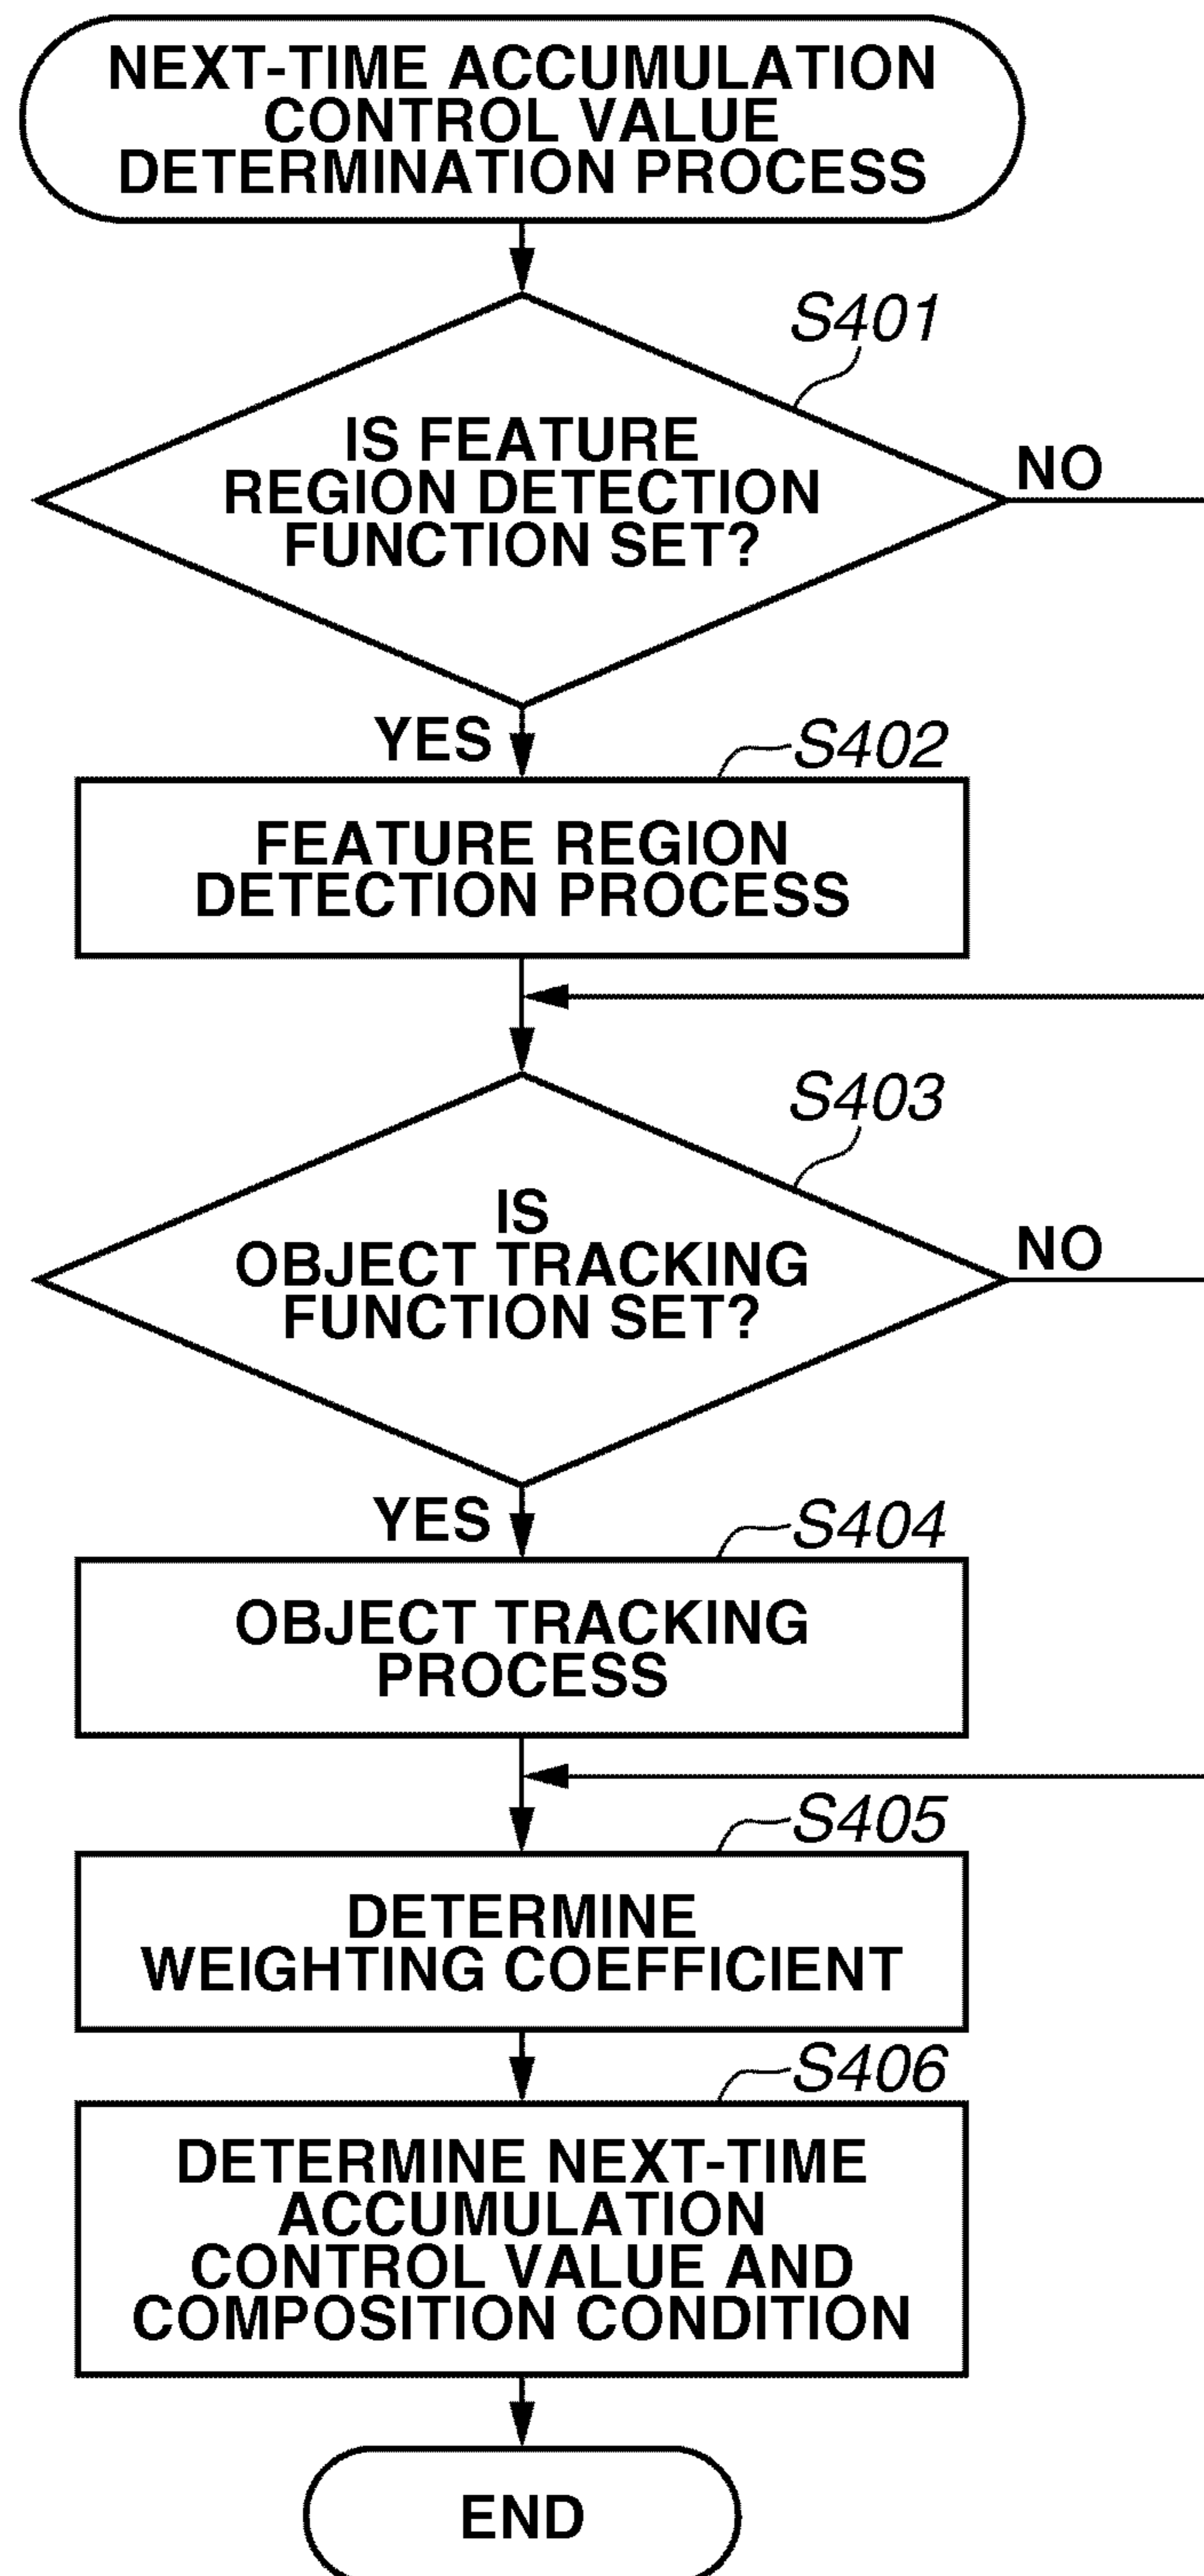 NEXT-TIME ACCUMULATION
CONTROL VALUE
DETERMINATION PROCESS
S401
IS FEATURE
REGION DETECTION
FUNCTION SET?
NO
YES
S402
FEATURE REGION
DETECTION PROCESS
S403
IS
OBJECT TRACKING
FUNCTION SET?
NO
YES
S404
OBJECT TRACKING
PROCESS
S405
DETERMINE
WEIGHTING COEFFICIENT
S406
DETERMINE NEXT-TIME
ACCUMULATION
CONTROL VALUE AND
COMPOSITION CONDITION
END